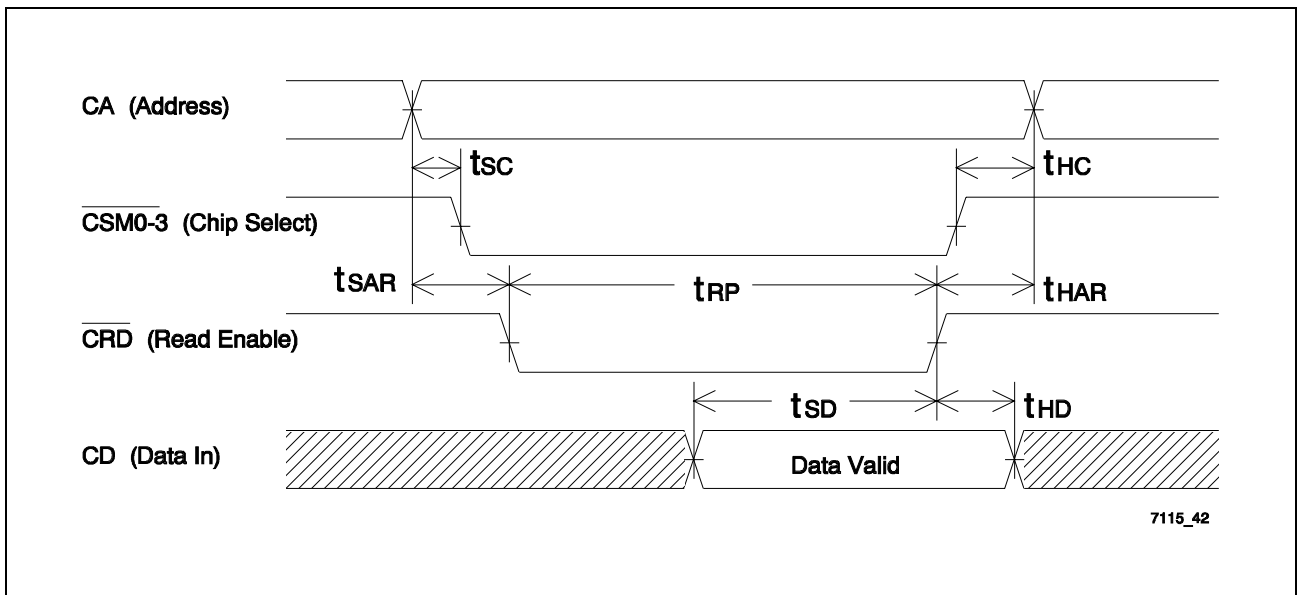 CA (Address)
tSC
tHC
CSM0-3 (Chip Select)
tSAR
tRP
tHAR
CRD (Read Enable)
tSD
tHD
CD (Data In)
Data Valid
7115_42